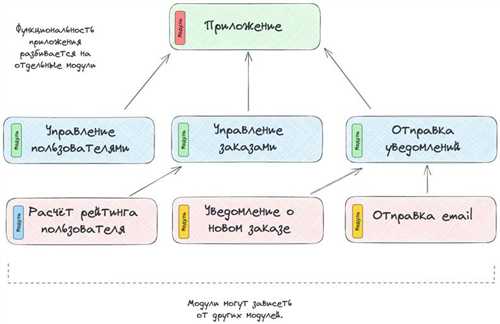 Функциональность
приложения
разбивается на
отдельные модули
Модуль
Приложение
Модуль
Управление
пользователями
Модуль
Управление
заказами
Модуль
Отправка
уведомлений
Модуль
Расчёт рейтинга
пользователя
Модуль
Уведомление о
новом заказе
Модуль
Отправка email
Модули могут зависеть
от других модулей.